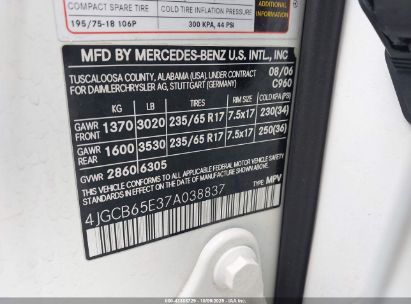 COMPACT SPARE TIRE COLD TIRE INFLATION PRESSURE
195/75-18 106P 300 KPA, 44 PSI
ADDITIONAL
INFORMATION
MFD BY MERCEDES-BENZ U.S. INTL., INC
TUSCALOOSA COUNTY, ALABAMA (USA), UNDER CONTRACT 08/06
FOR DAIMLERCHRYSLER AG, STUTTGART (GERMANY) C960
KG LB TIRES RIM SIZE COLD KPA (PSI)
GAWR FRONT 1370 3020 235/65 R17 7.5x17 230(34)
GAWR REAR 1600 3530 235/65 R17 7.5x17 250(36)
GVWR 2860 6305
THIS VEHICLE CONFORMS TO ALL APPLICABLE FEDERAL MOTOR VEHICLE SAFETY
STANDARDS IN EFFECT ON THE DATE OF MANUFACTURE SHOWN ABOVE.
4JGCB65E37A038837 TYPE MPV